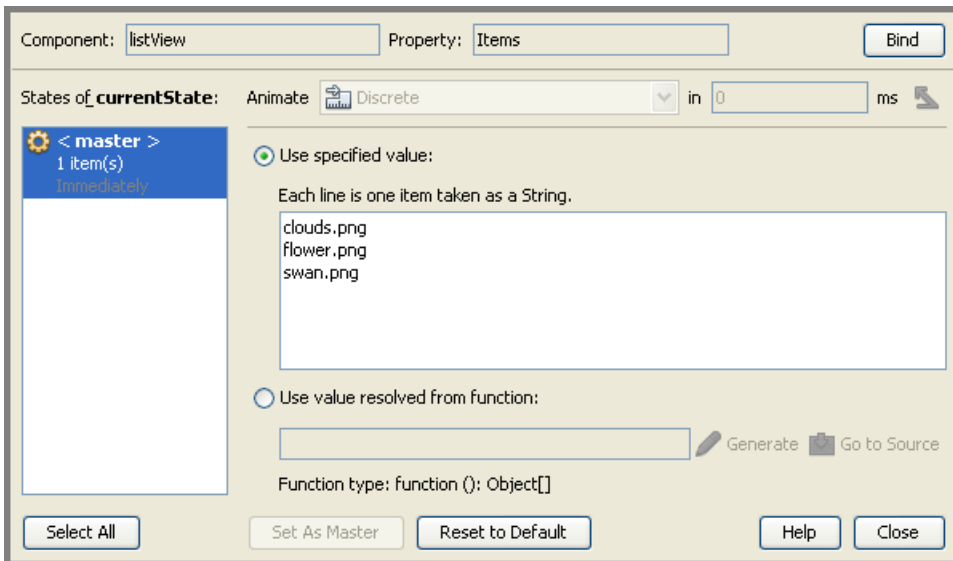 Component: listView Property: Items Bind
States of currentState: Animate Discrete in 0 ms
< master >
1 item(s)
Immediately
Use specified value:
Each line is one item taken as a String.
clouds.png
flower.png
swan.png
Use value resolved from function:
Generate Go to Source
Function type: function (): Object[]
Select All Set As Master Reset to Default Help Close